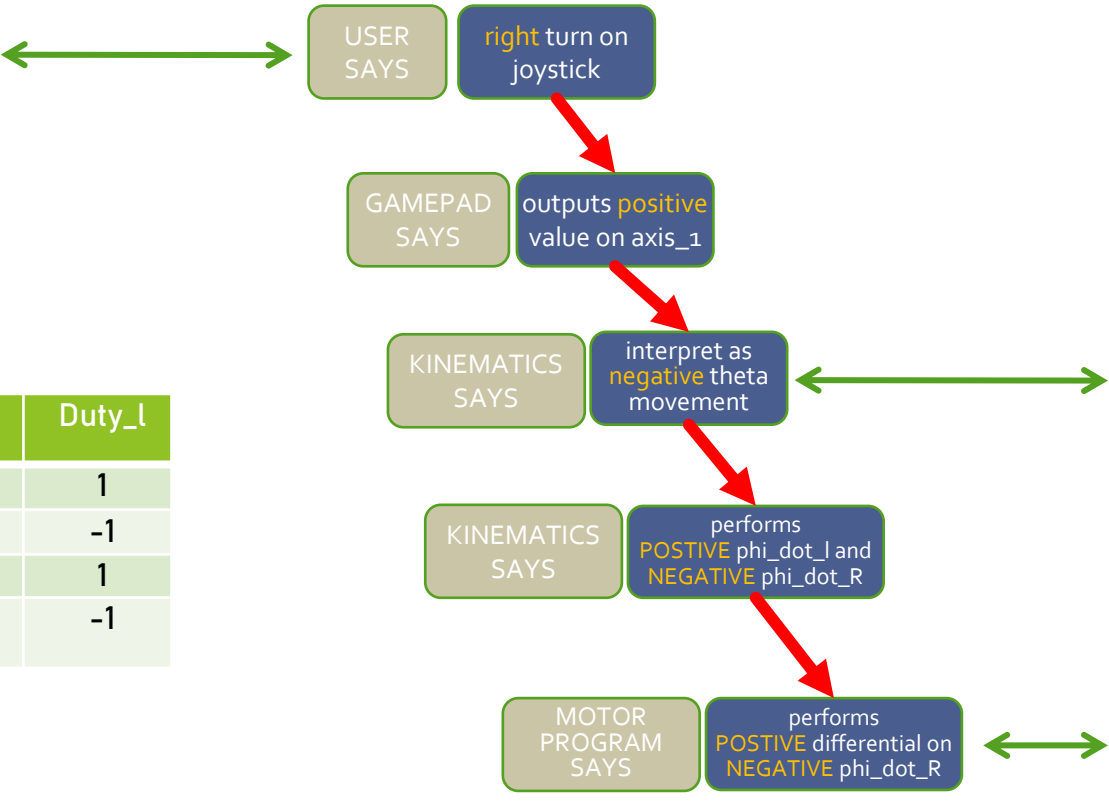 USER
SAYS
right turn on
joystick
GAMEPAD
SAYS
outputs positive
value on axis_1
KINEMATICS
SAYS
interpret as
negative theta
movement
Duty_l
1
-1
1
-1
KINEMATICS
SAYS
performs
POSTIVE phi_dot_l and
NEGATIVE phi_dot_R
MOTOR
PROGRAM
SAYS
performs
POSTIVE differential on
NEGATIVE phi_dot_R